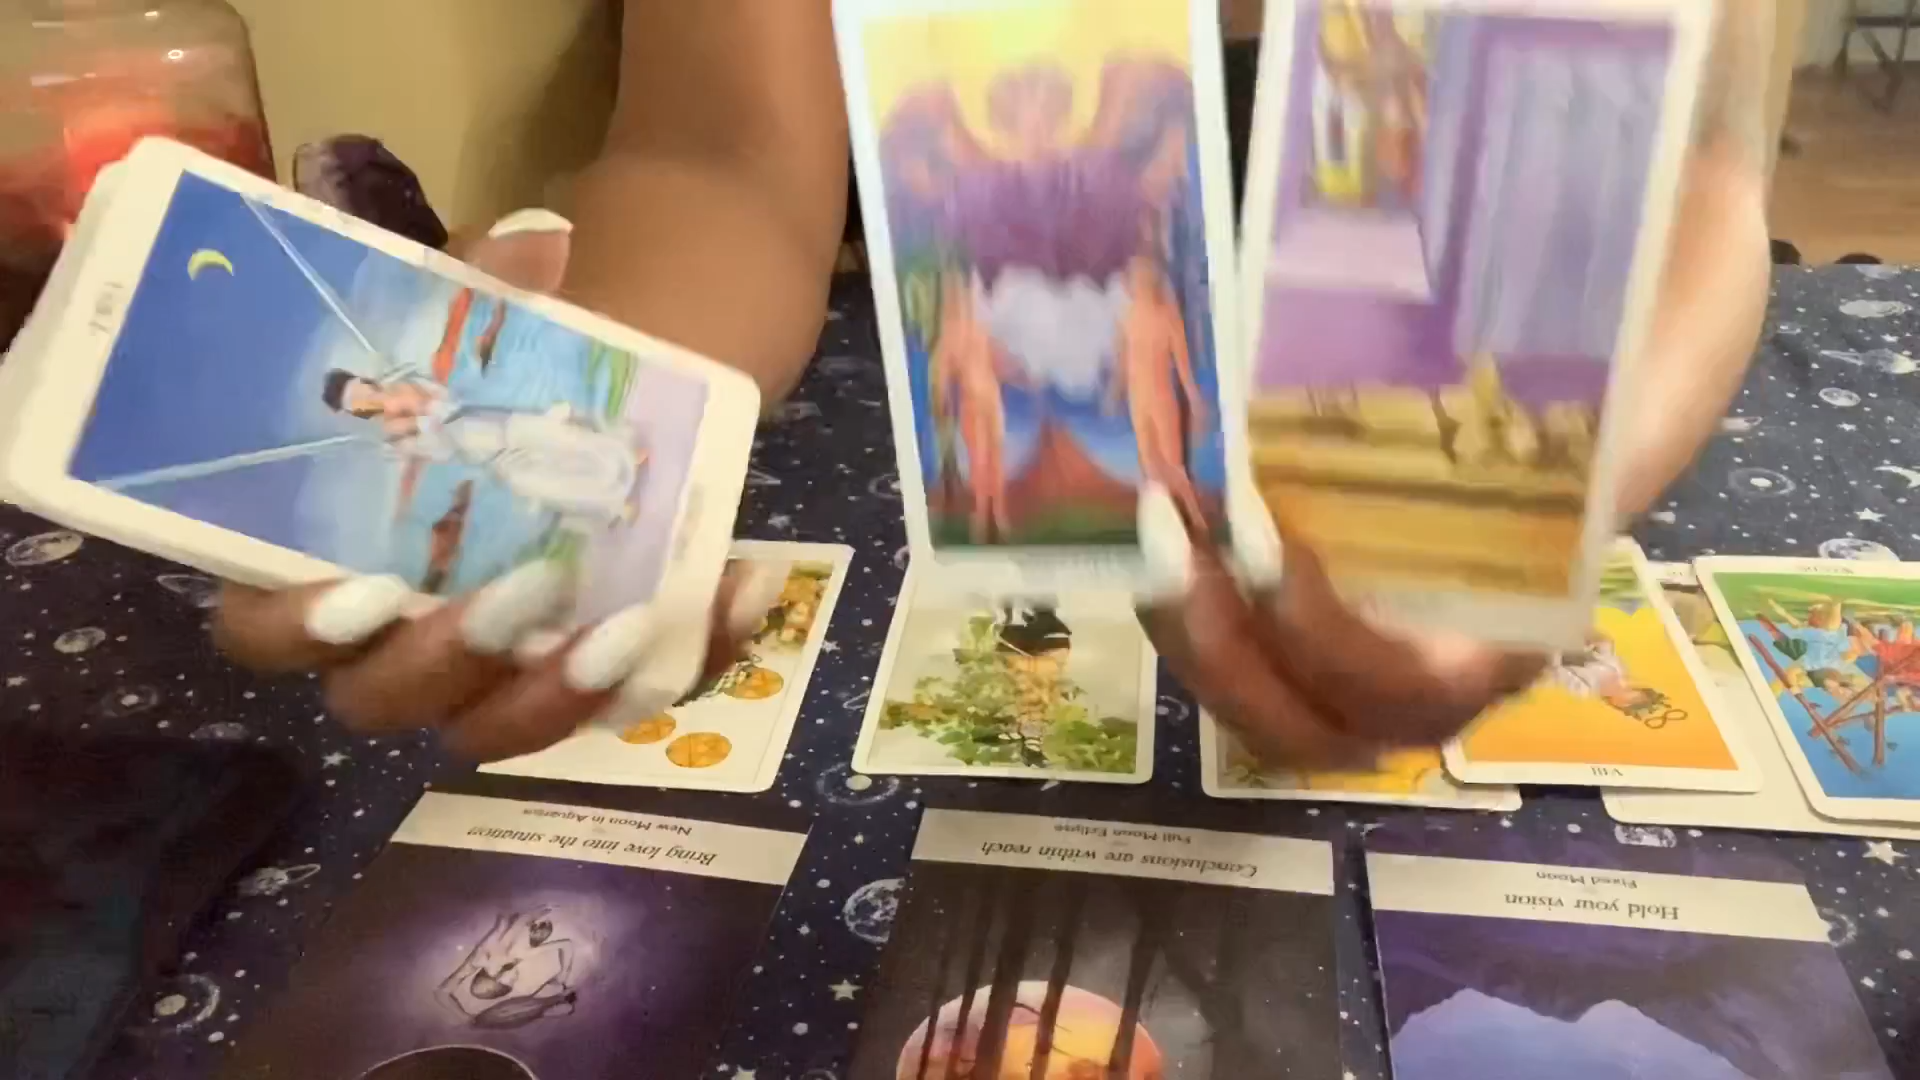 New Moon in Aquarius
Bring love into the situation
Full Moon Eclipse
Conclusions are within reach
Fixed Moon
Hold your vision
VIII